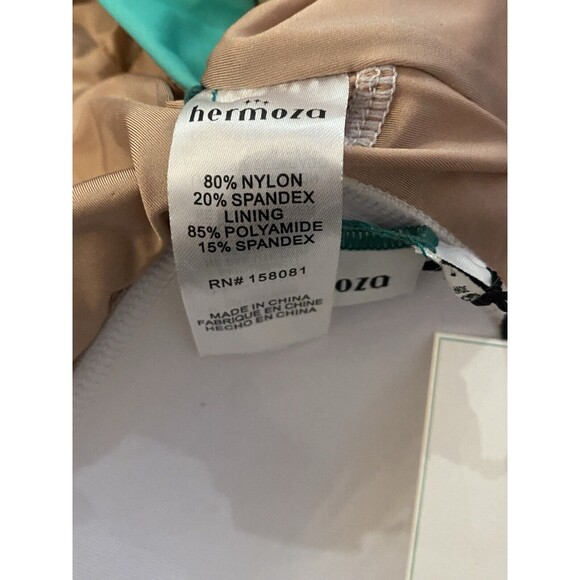 hermoza
80% NYLON
20% SPANDEX
LINING
85% POLYAMIDE
15% SPANDEX
RN# 158081
MADE IN CHINA
FABRIQUE EN CHINE
HECHO EN CHINA
oza